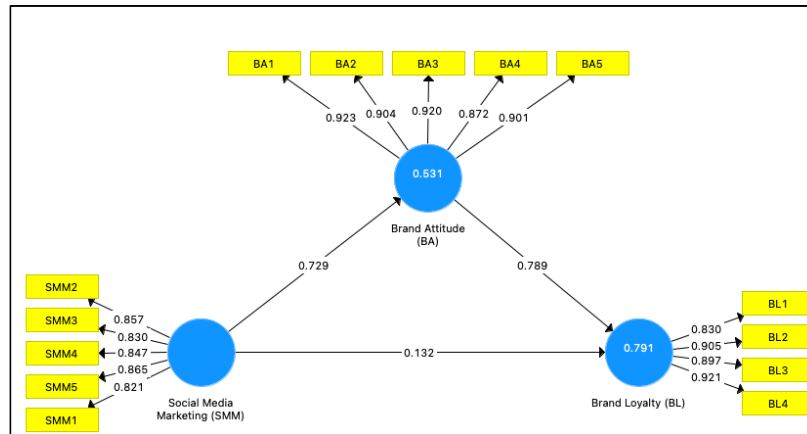 BA1 BA2 BA3 BA4 BA5
0.923 0.904 0.920 0.872 0.901
0.531
Brand Attitude
(BA)
0.729
0.789
SMM2
SMM3
SMM4
SMM5
SMM1
0.857
0.830
0.847
0.865
0.821
Social Media
Marketing (SMM)
0.132
0.791
Brand Loyalty (BL)
0.830
0.905
0.897
0.921
BL1
BL2
BL3
BL4